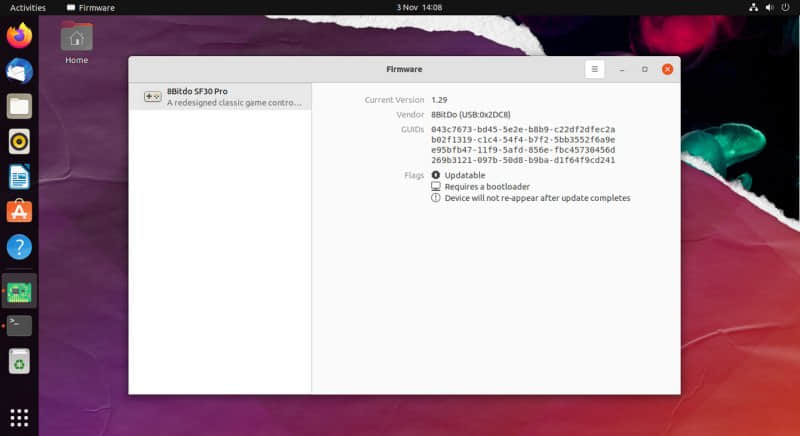 Activities
Firmware
3 Nov 14:08
Home
Firmware
8Bitdo SF30 Pro
A redesigned classic game contro...
Current Version 1.29
Vendor 8BitDo (USB:0x2DC8)
GUIDs 043c7673-bd45-5e2e-b8b9-c22df2dfec2a
b02f1319-c1c4-54f4-b7f2-5bb3552f6a9e
e95bfb47-11f9-5afd-856e-fbc45730456d
269b3121-097b-50d8-b9ba-d1f64f9cd241
Flags Updatable
Requires a bootloader
Device will not re-appear after update completes